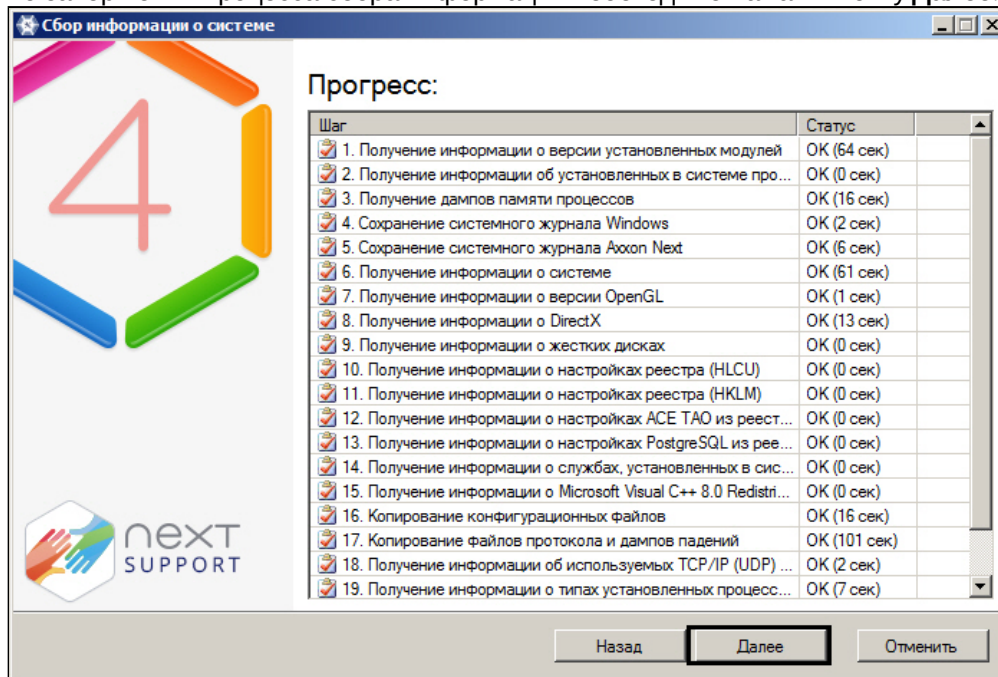 Сбор информации о системе
4
Прогресс:
Шаг Статус
1. Получение информации о версии установленных модулей OK (64 сек)
2. Получение информации об установленных в системе про... OK (0 сек)
3. Получение дампов памяти процессов OK (16 сек)
4. Сохранение системного журнала Windows OK (2 сек)
5. Сохранение системного журнала Axxon Next OK (6 сек)
6. Получение информации о системе OK (61 сек)
7. Получение информации о версии OpenGL OK (1 сек)
8. Получение информации о DirectX OK (13 сек)
9. Получение информации о жестких дисках OK (0 сек)
10. Получение информации о настройках реестра (HLCU) OK (0 сек)
11. Получение информации о настройках реестра (HKLM) OK (0 сек)
12. Получение информации о настройках ACE TAO из реест... OK (0 сек)
13. Получение информации о настройках PostgreSQL из рее... OK (0 сек)
14. Получение информации о службах, установленных в сис... OK (0 сек)
15. Получение информации о Microsoft Visual C++ 8.0 Redistri... OK (0 сек)
16. Копирование конфигурационных файлов OK (16 сек)
17. Копирование файлов протокола и дампов падений OK (101 сек)
18. Получение информации об используемых TCP/IP (UDP) ... OK (2 сек)
19. Получение информации о типах установленных процесс... OK (7 сек)
next
SUPPORT
Назад Далее Отменить